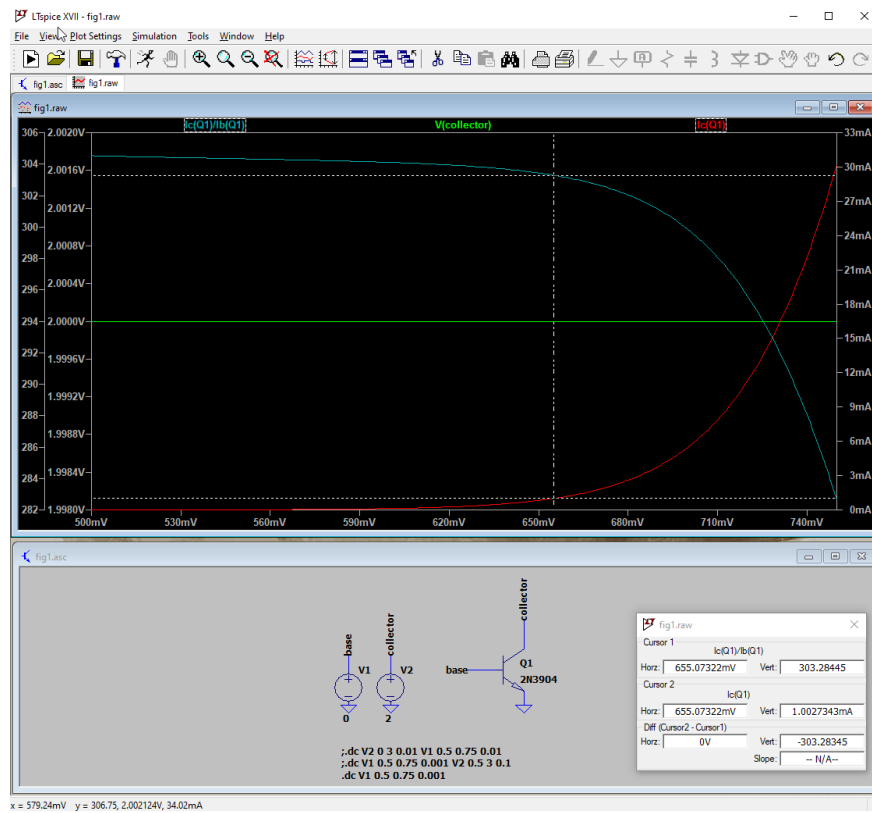 LTspice XVII - fig1.raw
File View Plot Settings Simulation Tools Window Help
fig1.asc fig1.raw
fig1.raw
Ic(Q1)/Ib(Q1) V(collector) Ic(Q1)
306 2.0020V 33mA
304 2.0016V 30mA
302 2.0012V 27mA
300 2.0008V 24mA
298 2.0004V 21mA
296 2.0000V 18mA
294 1.9996V 15mA
292 1.9992V 12mA
290 1.9988V 9mA
288 1.9984V 6mA
286 1.9980V 3mA
284 0mA
282
500mV 530mV 560mV 590mV 620mV 650mV 680mV 710mV 740mV
fig1.asc
base
collector
collector
V1 V2
base
Q1
2N3904
0 2
;.dc V2 0 3 0.01 V1 0.5 0.75 0.01
;.dc V1 0.5 0.75 0.001 V2 0.5 3 0.1
.dc V1 0.5 0.75 0.001
fig1.raw
Cursor 1
Ic(Q1)/Ib(Q1)
Horz: 655.07322mV Vert: 303.28445
Cursor 2
Ic(Q1)
Horz: 655.07322mV Vert: 1.0027343mA
Diff (Cursor2 - Cursor1)
Horz: 0V Vert: -303.28345
Slope: -- N/A--
x = 579.24mV y = 306.75, 2.002124V, 34.02mA